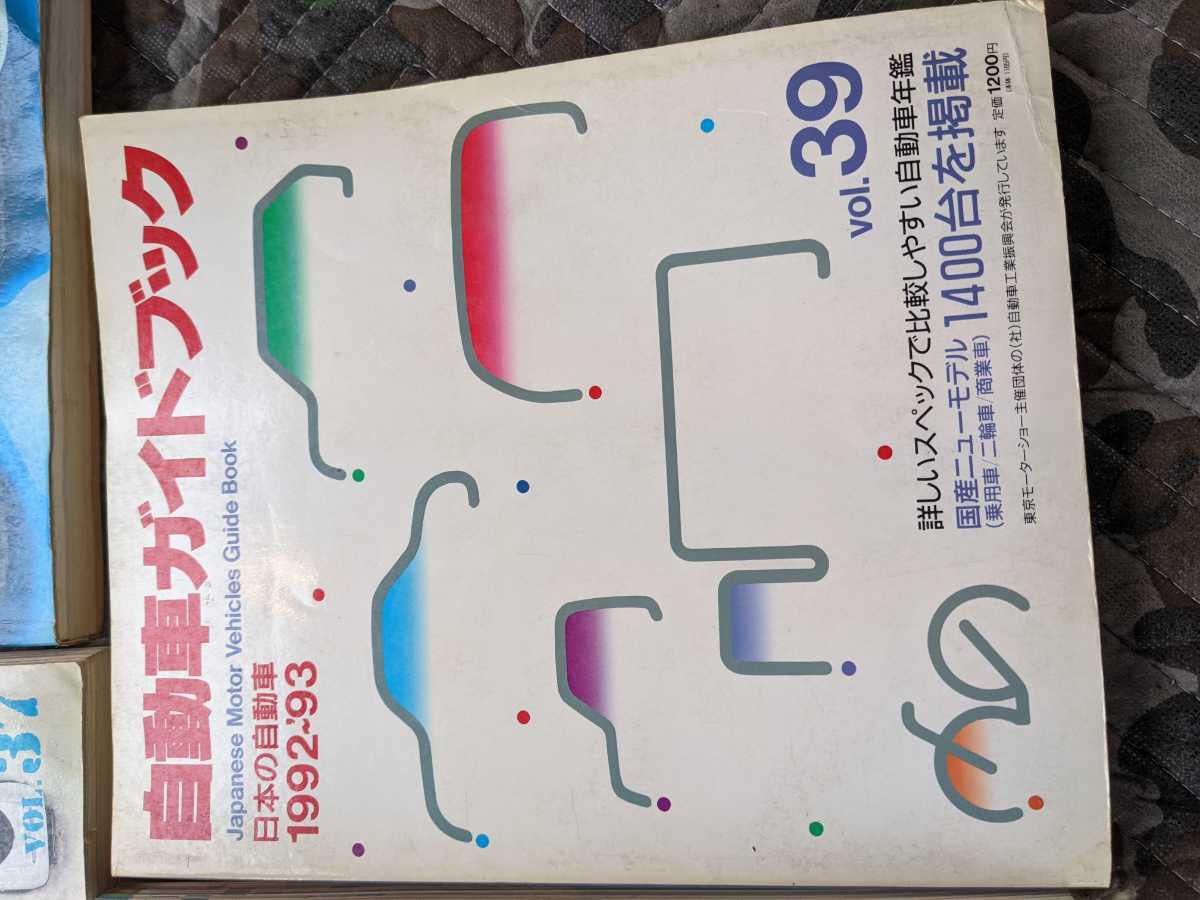 自動車ガイドブック
Japanese Motor Vehicles Guide Book
日本の自動車
1992~'93
vol.39
詳しいスペックで比較しやすい自動車年鑑
国産ニューモデル 1400台を掲載
(乗用車/二輪車/商業車)
東京モーターショー主催団体の(社)自動車工業振興会が発行しています 定価1200円
VOL.37